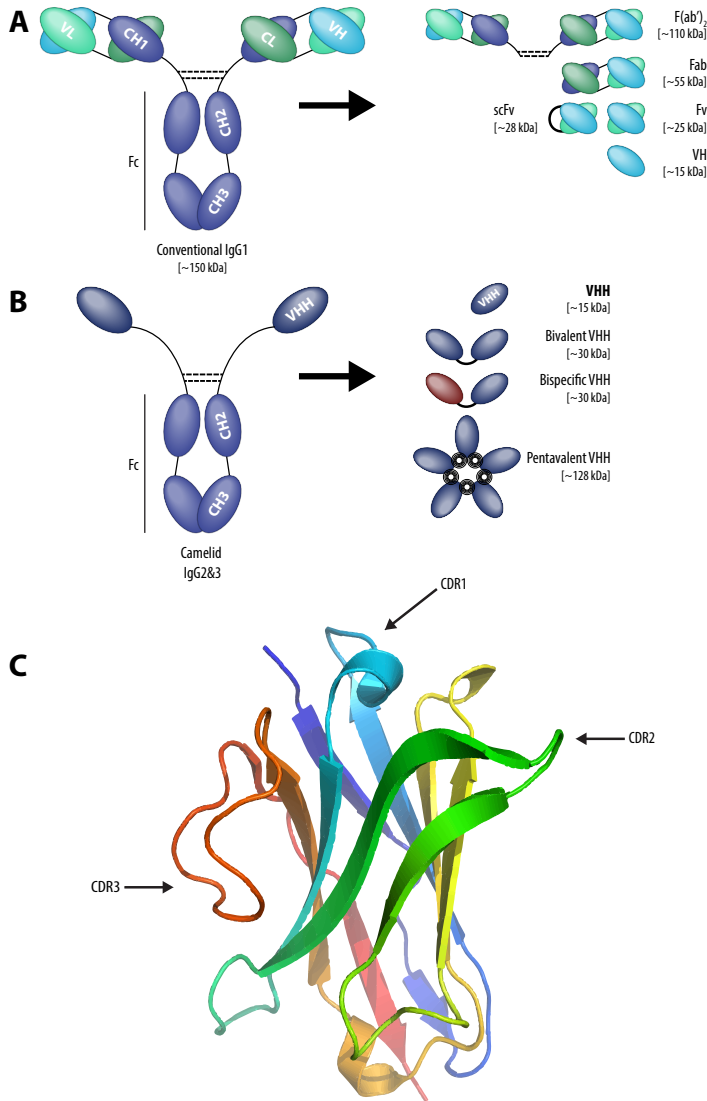 A
VL
CH1
CL
VH
CH2
CH3
Fc
Conventional IgG1
[~150 kDa]
F(ab’)2
[~110 kDa]
Fab
[~55 kDa]
scFv
[~28 kDa]
Fv
[~25 kDa]
VH
[~15 kDa]
B
VHH
CH2
CH3
Fc
Camelid
IgG2&3
VHH
VHH
[~15 kDa]
Bivalent VHH
[~30 kDa]
Bispecific VHH
[~30 kDa]
Pentavalent VHH
[~128 kDa]
C
CDR1
CDR2
CDR3